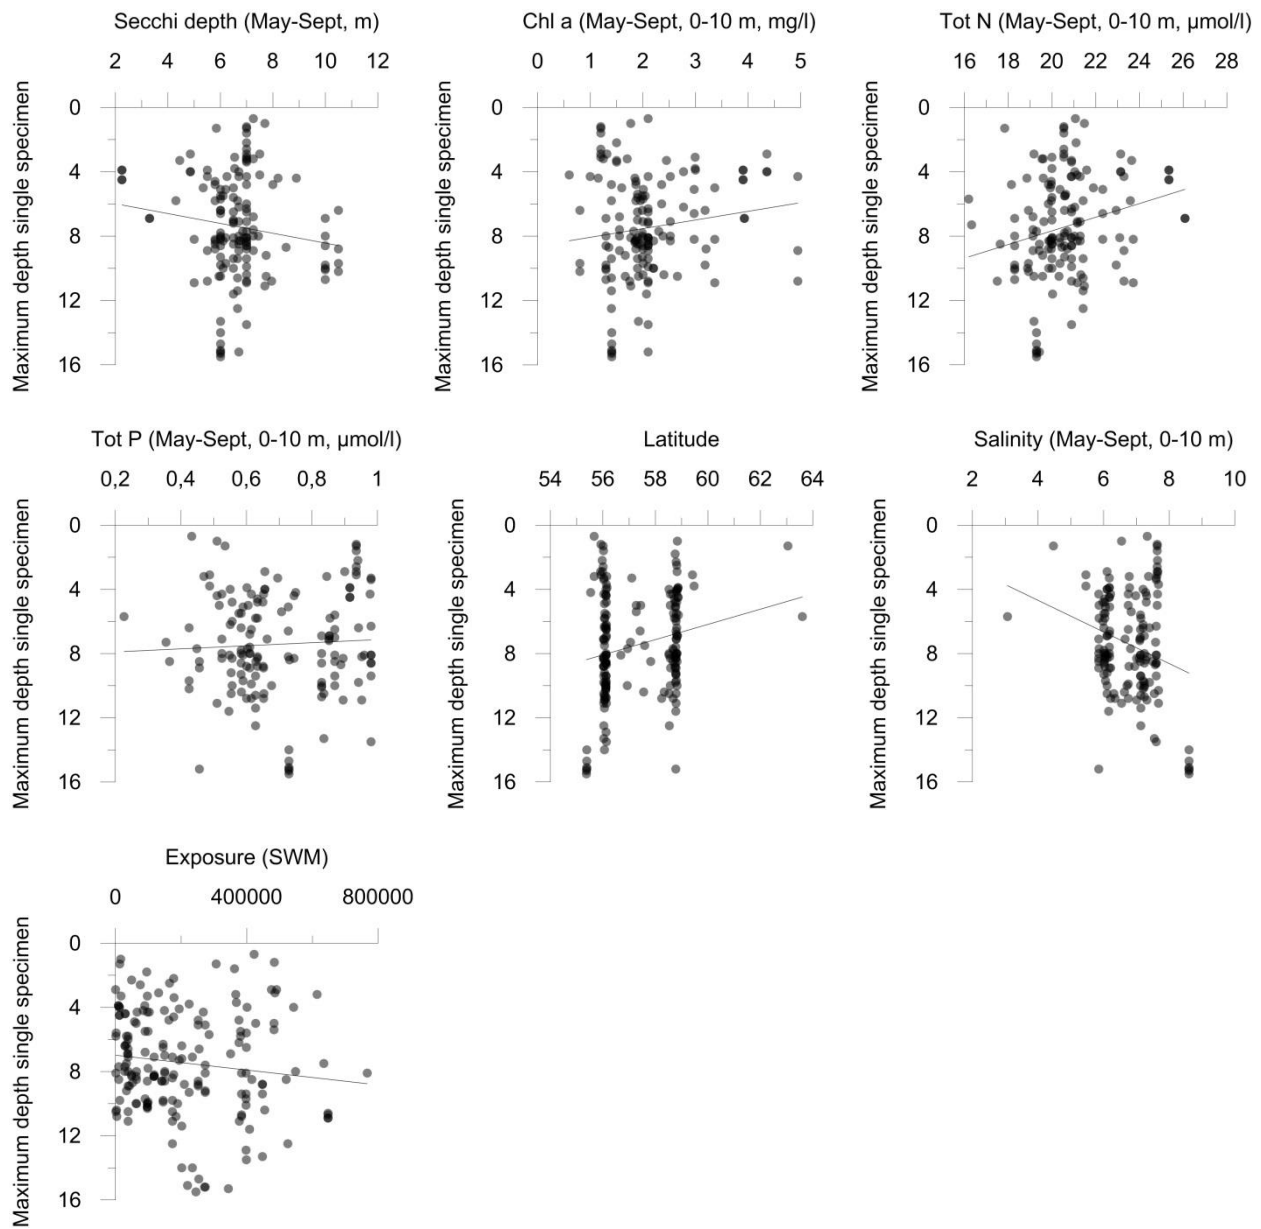 Secchi depth (May-Sept, m)
2 4 6 8 10 12
Maximum depth single specimen
0
4
8
12
16
Chl a (May-Sept, 0-10 m, mg/l)
0 1 2 3 4 5
Maximum depth single specimen
0
4
8
12
16
Tot N (May-Sept, 0-10 m, µmol/l)
16 18 20 22 24 26 28
Maximum depth single specimen
0
4
8
12
16
Tot P (May-Sept, 0-10 m, µmol/l)
0,2 0,4 0,6 0,8 1
Maximum depth single specimen
0
4
8
12
16
Latitude
54 56 58 60 62 64
Maximum depth single specimen
0
4
8
12
16
Salinity (May-Sept, 0-10 m)
2 4 6 8 10
Maximum depth single specimen
0
4
8
12
16
Exposure (SWM)
0 400000 800000
Maximum depth single specimen
0
4
8
12
16